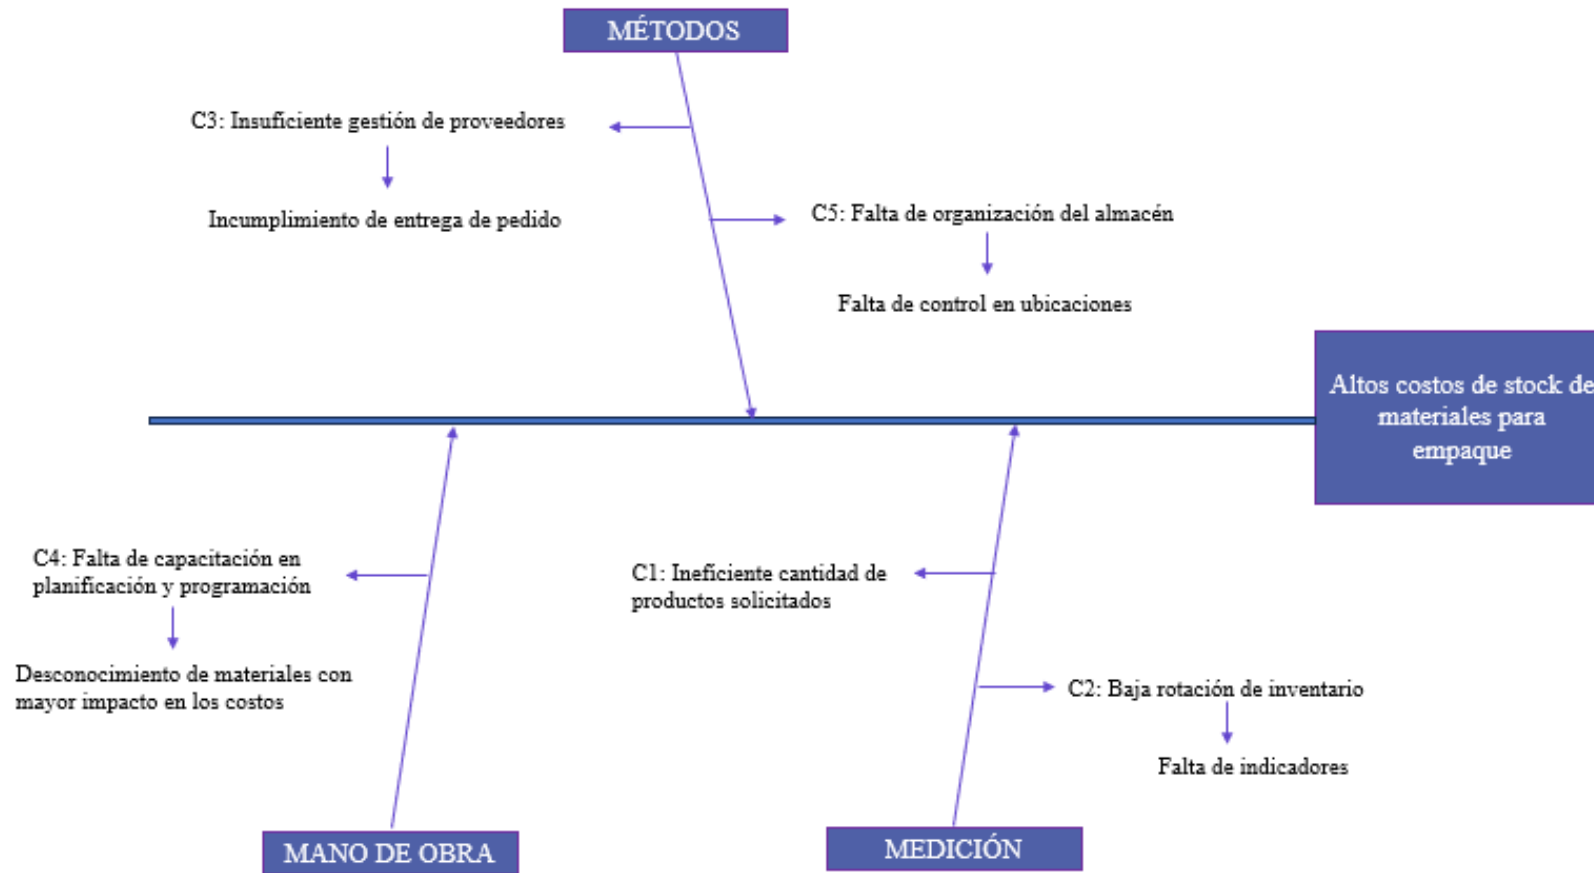 MÉTODOS
C3: Insuficiente gestión de proveedores
Incumplimiento de entrega de pedido
C5: Falta de organización del almacén
Falta de control en ubicaciones
Altos costos de stock de
materiales para
empaque
C4: Falta de capacitación en
planificación y programación
Desconocimiento de materiales con
mayor impacto en los costos
C1: Ineficiente cantidad de
productos solicitados
C2: Baja rotación de inventario
Falta de indicadores
MANO DE OBRA
MEDICIÓN